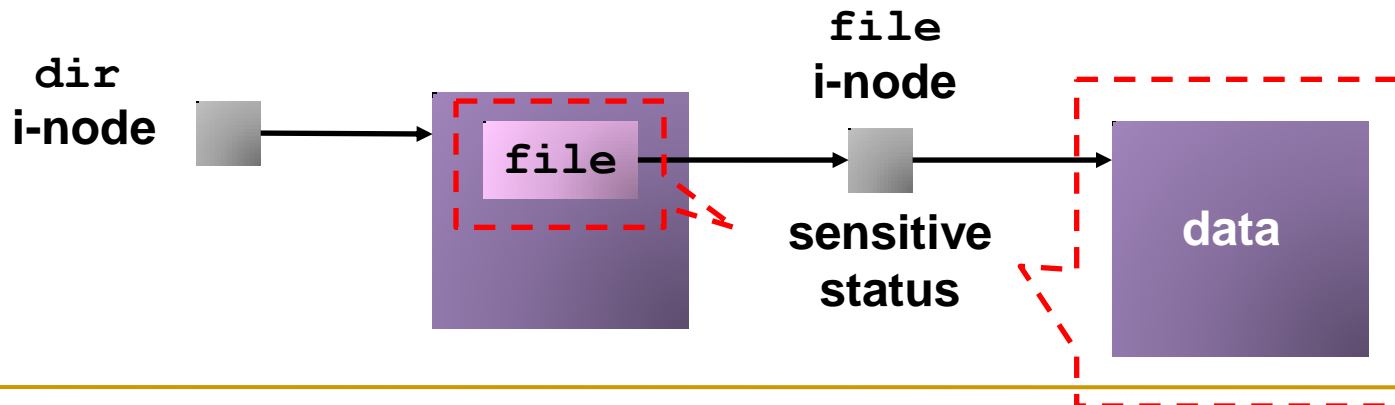 dir
i-node
file
file
i-node
sensitive
status
data